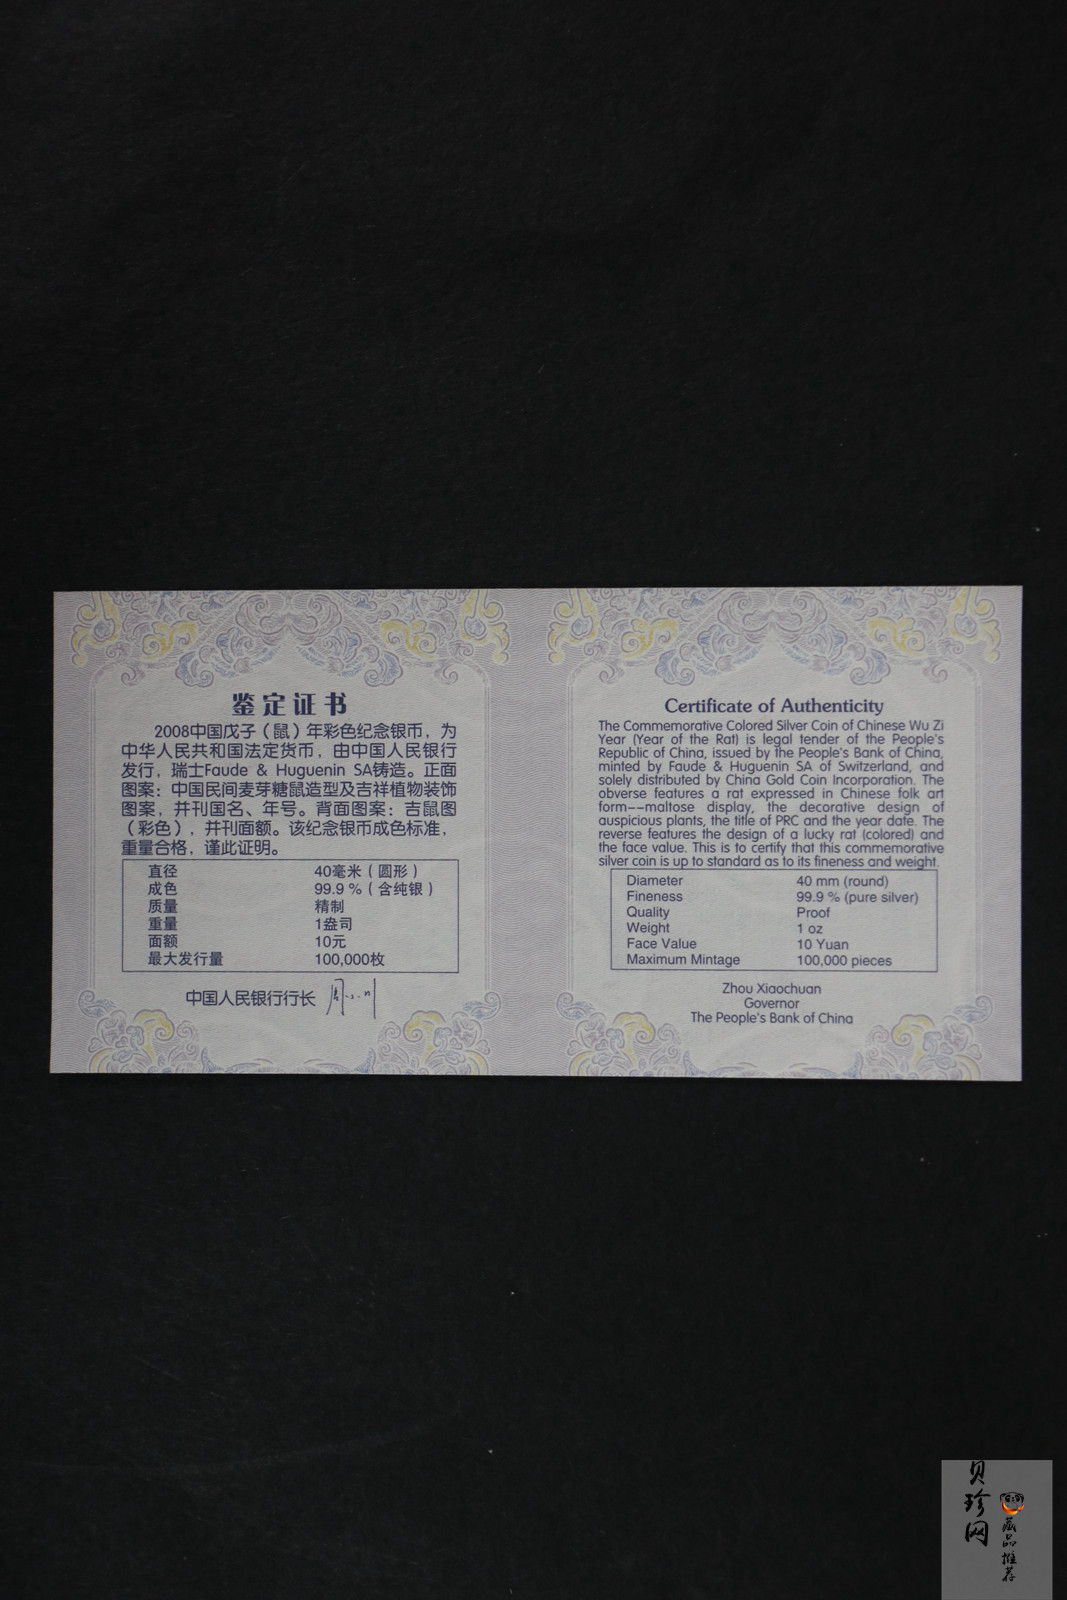 鉴定证书
2008中国戊子（鼠）年彩色纪念银币，为
中华人民共和国法定货币，由中国人民银行
发行，瑞士Faude & Huguenin SA铸造。正面
图案：中国民间麦芽糖鼠造型及吉祥植物装饰
图案，并刊国名、年号。背面图案：吉鼠图
（彩色），并刊面额。该纪念银币成色标准，
重量合格，谨此证明。
直径 40毫米（圆形）
成色 99.9％（含纯银）
质量 精制
重量 1盎司
面额 10元
最大发行量 100,000枚
中国人民银行行长
Certificate of Authenticity
The Commemorative Colored Silver Coin of Chinese Wu Zi
Year (Year of the Rat) is legal tender of the People's
Republic of China, issued by the People's Bank of China,
minted by Faude & Huguenin SA of Switzerland, and
solely distributed by China Gold Coin Incorporation. The
obverse features a rat expressed in Chinese folk art
form--maltose display, the decorative design of
auspicious plants, the title of PRC and the year date. The
reverse features the design of a lucky rat (colored) and
the face value. This is to certify that this commemorative
silver coin is up to standard as to its fineness and weight.
Diameter 40 mm (round)
Fineness 99.9 % (pure silver)
Quality Proof
Weight 1 oz
Face Value 10 Yuan
Maximum Mintage 100,000 pieces
Zhou Xiaochuan
Governor
The People's Bank of China
贝珍网
藏品推荐